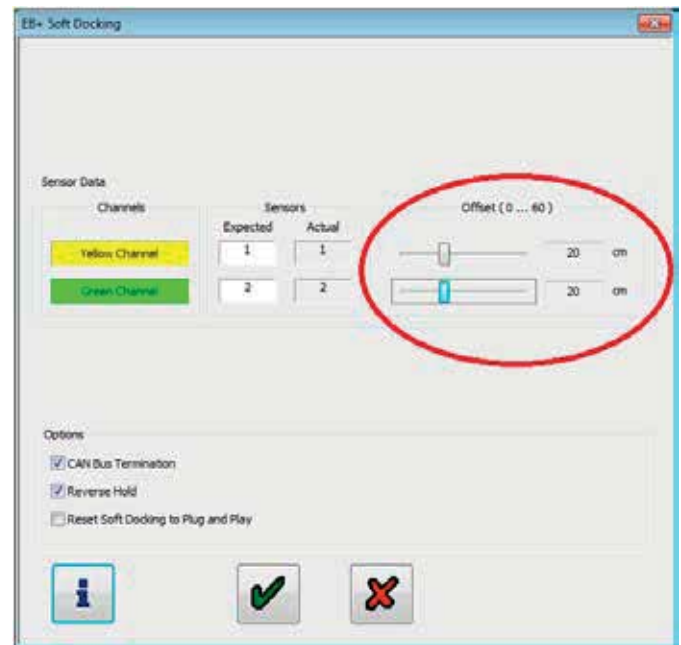 EB+ Soft Docking
Sensor Data
Channels Sensors Offset ( 0 ... 60 )
Expected Actual
Yellow Channel 1 1 20 cm
Green Channel 2 2 20 cm
Options
CAN Bus Termination
Reverse Hold
Reset Soft Docking to Plug and Play
i